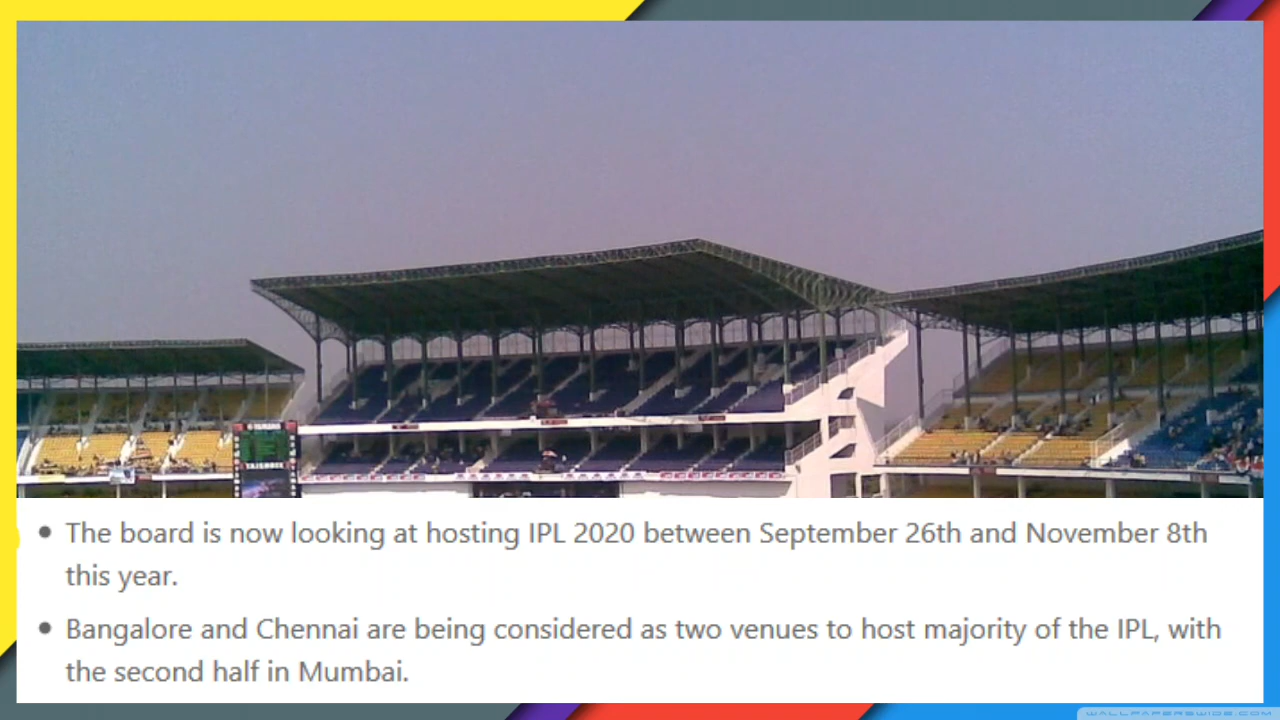 The board is now looking at hosting IPL 2020 between September 26th and November 8th
this year.
Bangalore and Chennai are being considered as two venues to host majority of the IPL, with
the second half in Mumbai.
WALLPAPERSWIDE.COM